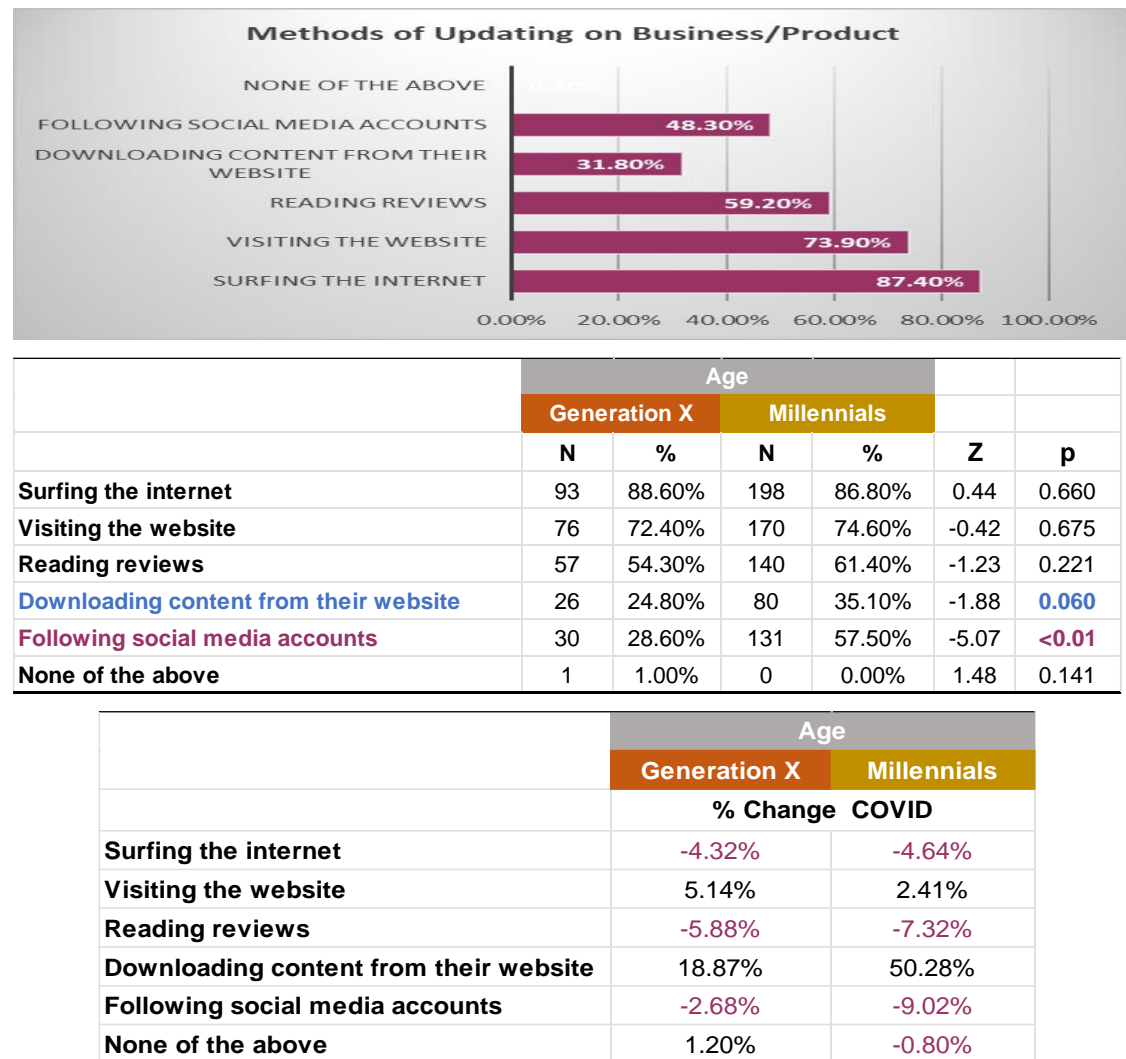 Methods of Updating on Business/Product
NONE OF THE ABOVE
0.30%
FOLLOWING SOCIAL MEDIA ACCOUNTS
48.30%
DOWNLOADING CONTENT FROM THEIR
WEBSITE
31.80%
READING REVIEWS
59.20%
VISITING THE WEBSITE
73.90%
SURFING THE INTERNET
87.40%
0.00% 20.00% 40.00% 60.00% 80.00% 100.00%
Age
Generation X Millennials
N % N % Z p
Surfing the internet 93 88.60% 198 86.80% 0.44 0.660
Visiting the website 76 72.40% 170 74.60% -0.42 0.675
Reading reviews 57 54.30% 140 61.40% -1.23 0.221
Downloading content from their website 26 24.80% 80 35.10% -1.88 0.060
Following social media accounts 30 28.60% 131 57.50% -5.07 <0.01
None of the above 1 1.00% 0 0.00% 1.48 0.141
Age
Generation X Millennials
% Change COVID
Surfing the internet -4.32% -4.64%
Visiting the website 5.14% 2.41%
Reading reviews -5.88% -7.32%
Downloading content from their website 18.87% 50.28%
Following social media accounts -2.68% -9.02%
None of the above 1.20% -0.80%